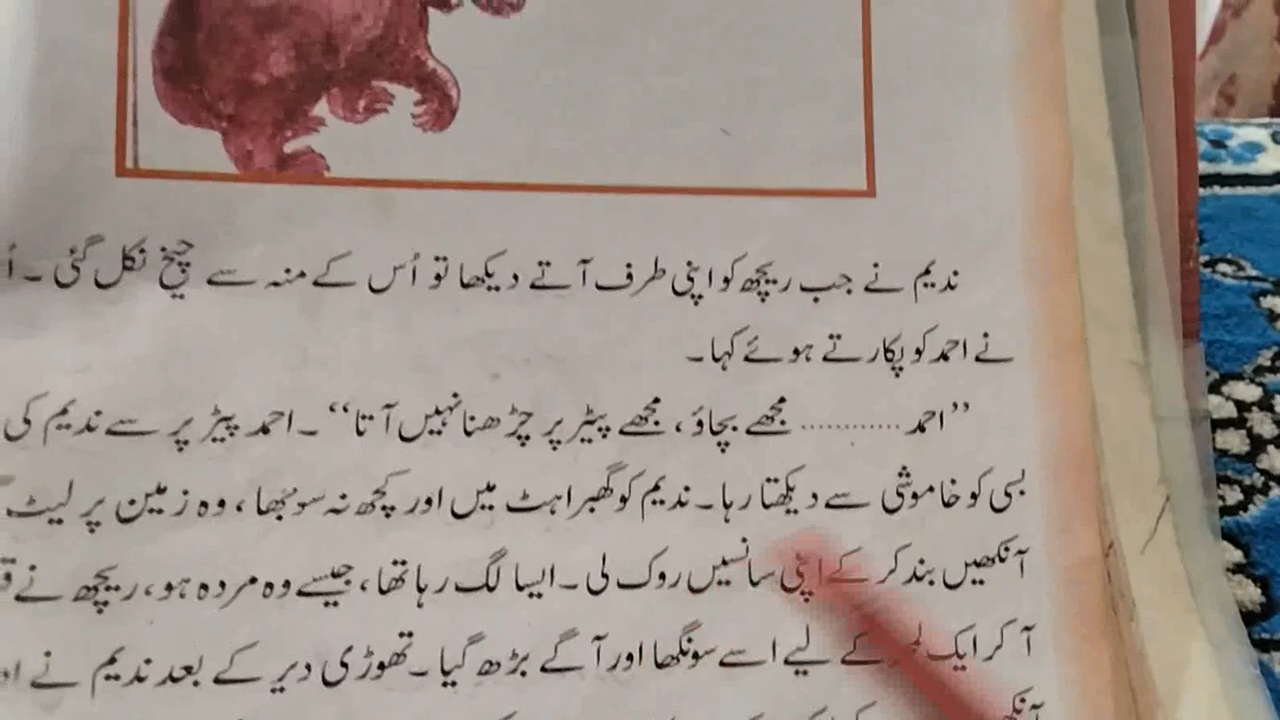 ندیم نے جب ریچھ کو اپنی طرف آتے دیکھا تو اُس کے منہ سے چیخ نکل گئی ۔
نے احمد کو پکارتے ہوئے کہا۔
”احمد ............ مجھے بچاؤ، مجھے پیڑ پر چڑھنا نہیں آتا“ ۔ احمد پیڑ پر سے ندیم کی
بسی کو خاموشی سے دیکھتا رہا۔ ندیم کو گھبراہٹ میں اور کچھ نہ سوجھا، وہ زمین پر لیٹ
آنکھیں بند کر کے اپنی سانسیں روک لی ۔ ایسا لگ رہا تھا، جیسے وہ مردہ ہو، ریچھ نے
آ کر ایک کے لیے اسے سونگھا اور آگے بڑھ گیا۔ تھوڑی دیر کے بعد ندیم نے